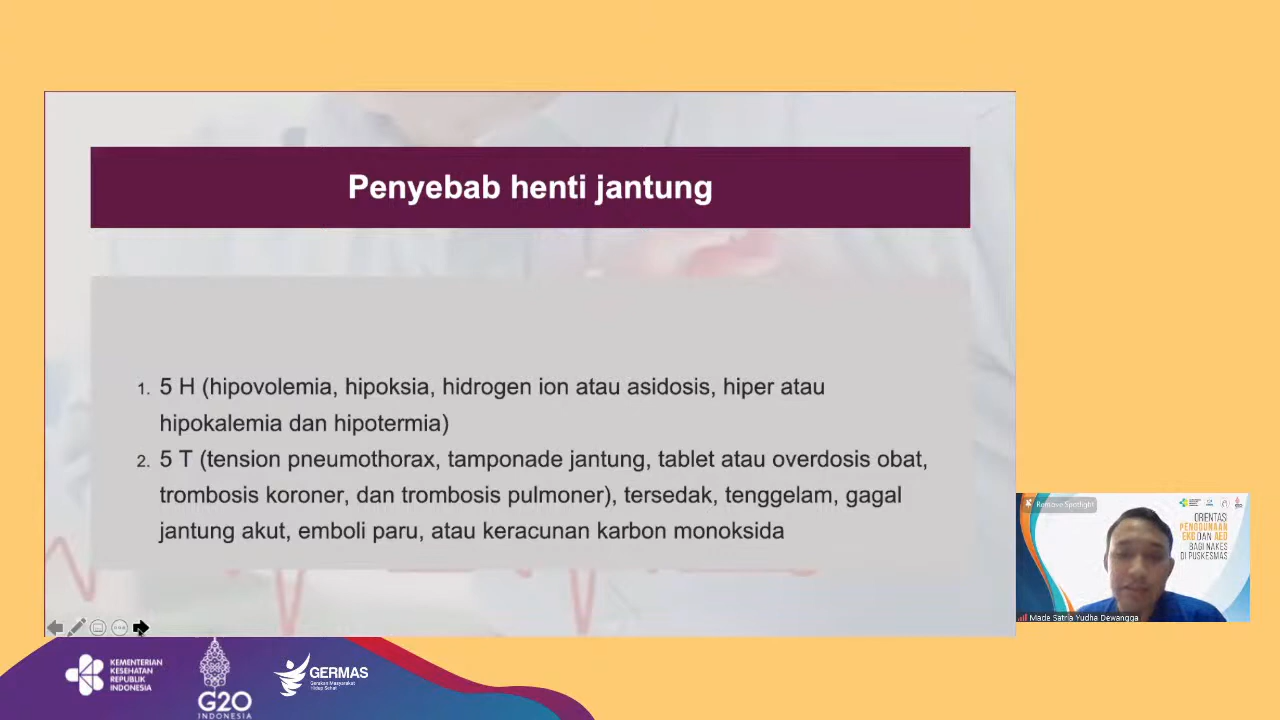 Penyebab henti jantung
1. 5 H (hipovolemia, hipoksia, hidrogen ion atau asidosis, hiper atau
hipokalemia dan hipotermia)
2. 5 T (tension pneumothorax, tamponade jantung, tablet atau overdosis obat,
trombosis koroner, dan trombosis pulmoner), tersedak, tenggelam, gagal
jantung akut, emboli paru, atau keracunan karbon monoksida
Remove Spotlight
ORIENTAS
PENGGUNAAN
EKG DAN AED
BAGI NAKES
DI PUSKESMAS
Made Satria Yudha Dewangga
KEMENTERIAN
KESEHATAN
REPUBLIK
INDONESIA
G20
INDONESIA
GERMAS
Gerakan Masyarakat
Hidup Sehat